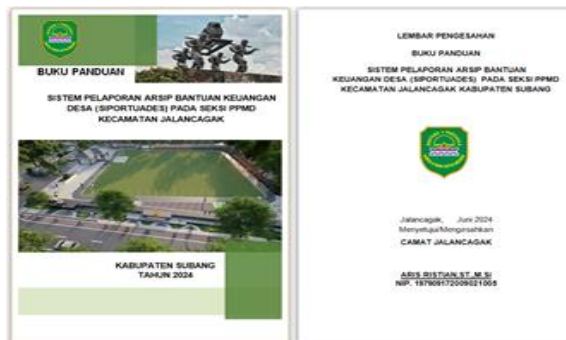 BUKU PANDUAN
SISTEM PELAPORAN ARSIP BANTUAN KEUANGAN
DESA (SIPORTUADES) PADA SEKSI PPMD
KECAMATAN JALANCAGAK
KABUPATEN SUBANG
TAHUN 2024
LEMBAR PENGESAHAN
BUKU PANDUAN
SISTEM PELAPORAN ARSIP BANTUAN
KEUANGAN DESA (SIPORTUADES) PADA SEKSI PPMD
KECAMATAN JALANCAGAK KABUPATEN SUBANG
Jalancagak, Juni 2024
Menyetujui/Mengesahkan
CAMAT JALANCAGAK
ARIS RISTIAN,ST.,M.Si
NIP. 197909172009021005